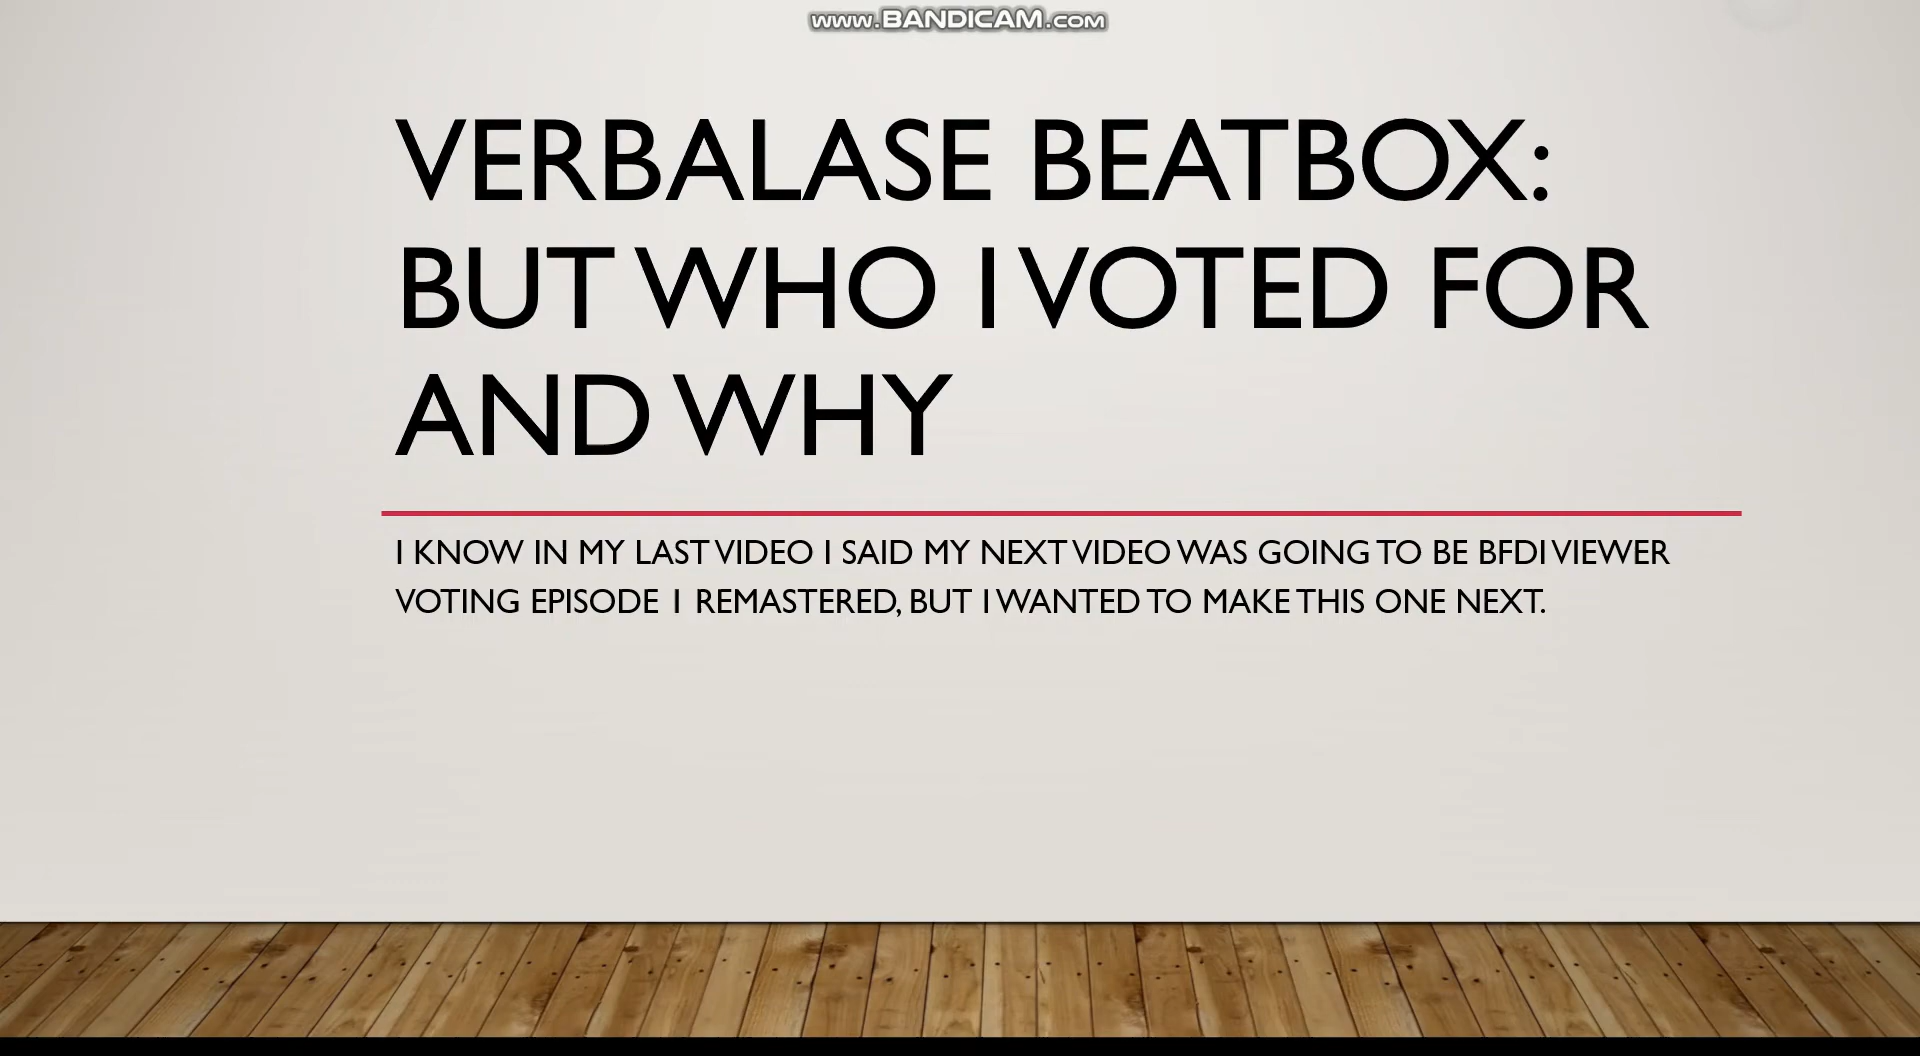 www.BANDICAM.com
VERBALASE BEATBOX:
BUT WHO I VOTED FOR
AND WHY
I KNOW IN MY LAST VIDEO I SAID MY NEXT VIDEO WAS GOING TO BE BFDI VIEWER
VOTING EPISODE 1 REMASTERED, BUT I WANTED TO MAKE THIS ONE NEXT.